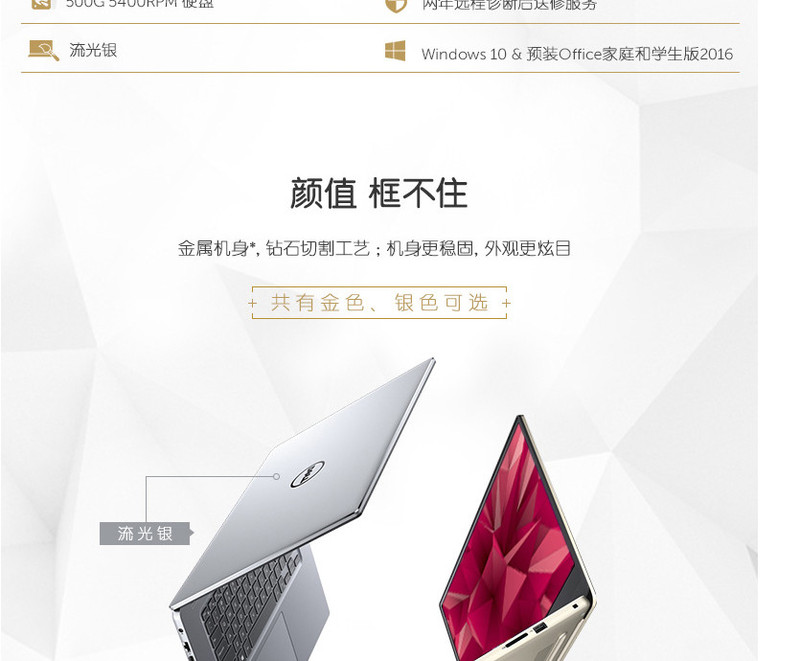 500G 5400RPM 硬盘
两年远程诊断后送修服务
流光银
Windows 10 & 预装Office家庭和学生版2016
颜值 框不住
金属机身*, 钻石切割工艺；机身更稳固, 外观更炫目
共有金色、银色可选
DELL
流光银